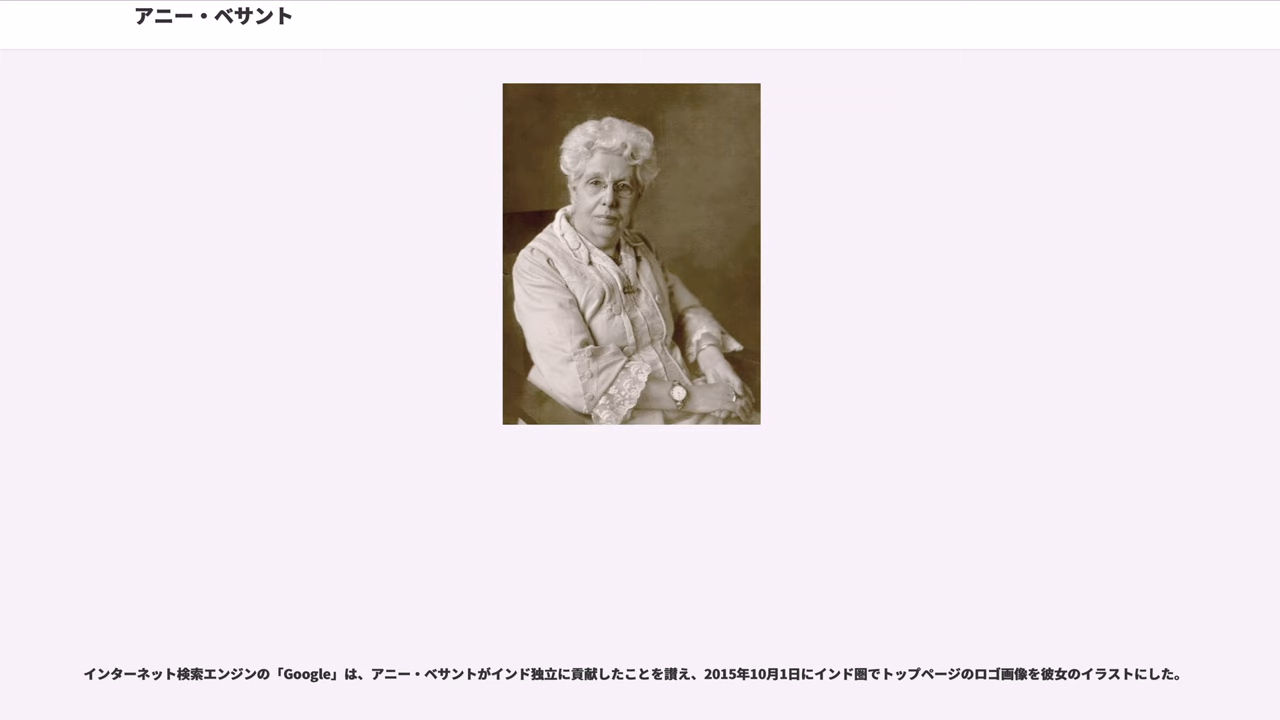 アニー・ベサント
インターネット検索エンジンの「Google」は、アニー・ベサントがインド独立に貢献したことを讃え、2015年10月1日にインド圏でトップページのロゴ画像を彼女のイラストにした。